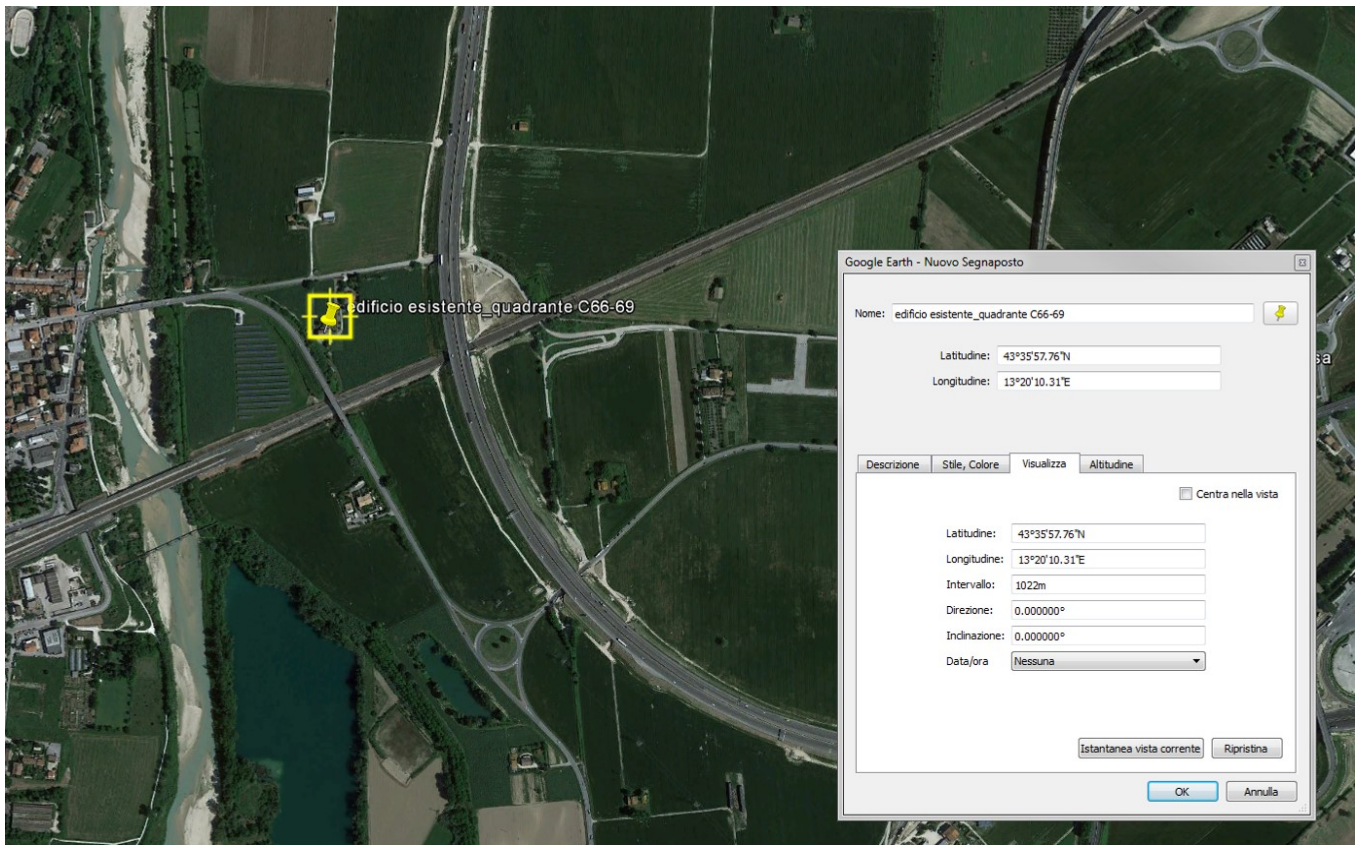 edificio esistente_quadrante C66-69
Google Earth - Nuovo Segnaposto
Nome: edificio esistente_quadrante C66-69
Latitudine: 43°35'57.76"N
Longitudine: 13°20'10.31"E
Descrizione Stile, Colore Visualizza Altitudine
Centra nella vista
Latitudine: 43°35'57.76"N
Longitudine: 13°20'10.31"E
Intervallo: 1022m
Direzione: 0.000000°
Inclinazione: 0.000000°
Data/ora Nessuna
Istantanea vista corrente Ripristina
OK Annulla
sa